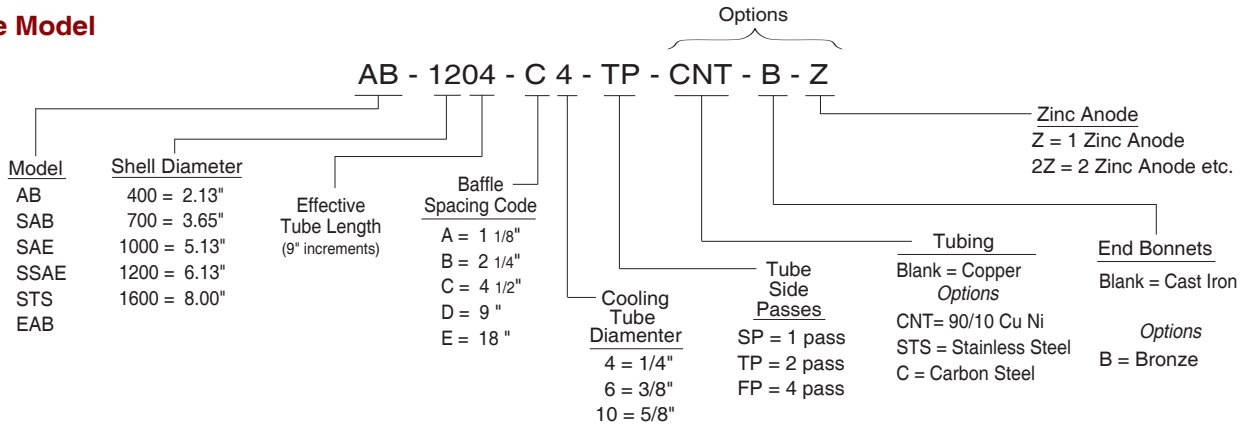 e Model
Options
AB - 1204 - C 4 - TP - CNT - B - Z
Model
AB
SAB
SAE
SSAE
STS
EAB
Shell Diameter
400 = 2.13"
700 = 3.65"
1000 = 5.13"
1200 = 6.13"
1600 = 8.00"
Effective
Tube Length
(9" increments)
Baffle
Spacing Code
A = 1 1/8"
B = 2 1/4"
C = 4 1/2"
D = 9 "
E = 18 "
Cooling
Tube
Diamenter
4 = 1/4"
6 = 3/8"
10 = 5/8"
Tube
Side
Passes
SP = 1 pass
TP = 2 pass
FP = 4 pass
Tubing
Blank = Copper
Options
CNT= 90/10 Cu Ni
STS = Stainless Steel
C = Carbon Steel
End Bonnets
Blank = Cast Iron
Options
B = Bronze
Zinc Anode
Z = 1 Zinc Anode
2Z = 2 Zinc Anode etc.